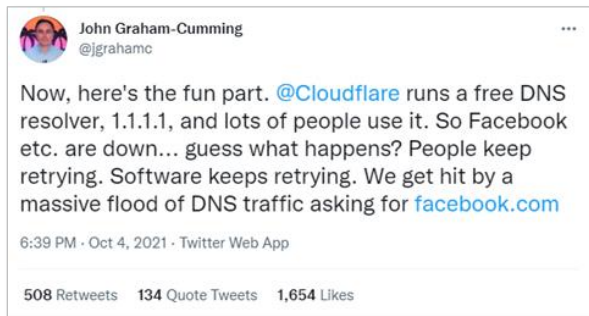 John Graham-Cumming
@jgrahamc
Now, here's the fun part. @Cloudflare runs a free DNS
resolver, 1.1.1.1, and lots of people use it. So Facebook
etc. are down... guess what happens? People keep
retrying. Software keeps retrying. We get hit by a
massive flood of DNS traffic asking for facebook.com
6:39 PM · Oct 4, 2021 · Twitter Web App
508 Retweets 134 Quote Tweets 1,654 Likes